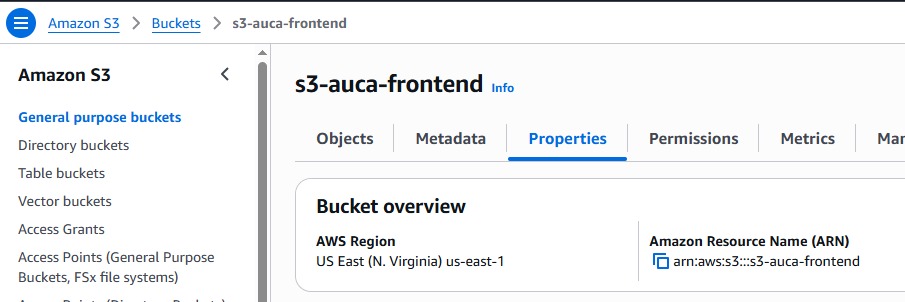 Amazon S3 > Buckets > s3-auca-frontend
Amazon S3
General purpose buckets
Directory buckets
Table buckets
Vector buckets
Access Grants
Access Points (General Purpose
Buckets, FSx file systems)
s3-auca-frontend Info
Objects Metadata Properties Permissions Metrics
Bucket overview
AWS Region
US East (N. Virginia) us-east-1
Amazon Resource Name (ARN)
arn:aws:s3:::s3-auca-frontend